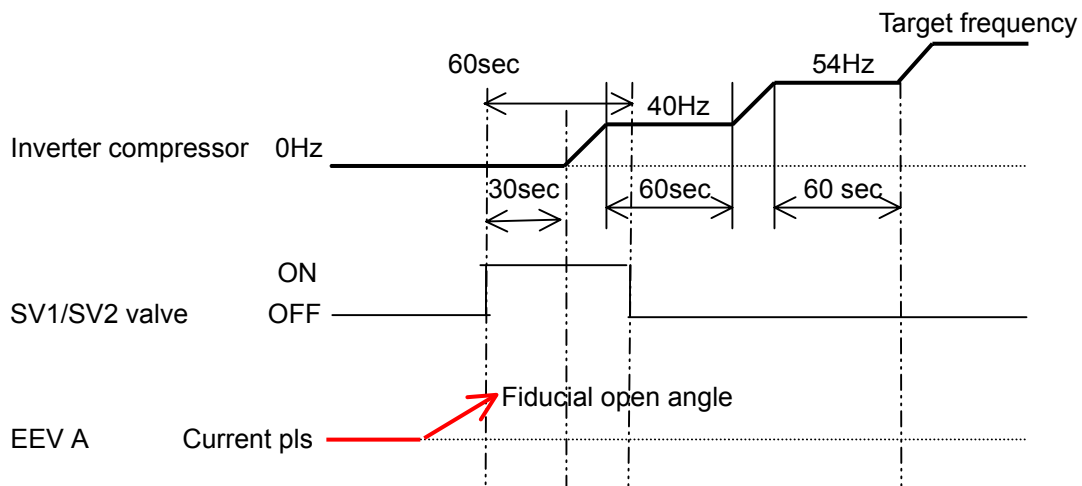 Target frequency
60sec
54Hz
40Hz
Inverter compressor 0Hz
30sec 60sec 60 sec
ON
SV1/SV2 valve OFF
Fiducial open angle
EEV A Current pls